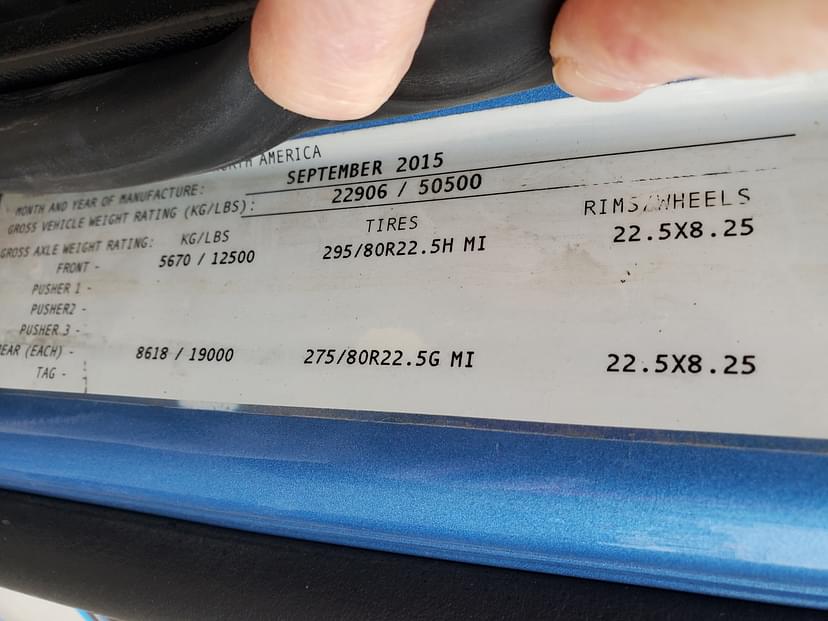 AMERICA
MONTH AND YEAR OF MANUFACTURE: SEPTEMBER 2015
GROSS VEHICLE WEIGHT RATING (KG/LBS): 22906 / 50500
GROSS AXLE WEIGHT RATING: KG/LBS TIRES RIMS/WHEELS
FRONT - 5670 / 12500 295/80R22.5H MI 22.5X8.25
PUSHER 1 -
PUSHER2 -
PUSHER 3 -
EAR (EACH) - 8618 / 19000 275/80R22.5G MI 22.5X8.25
TAG -